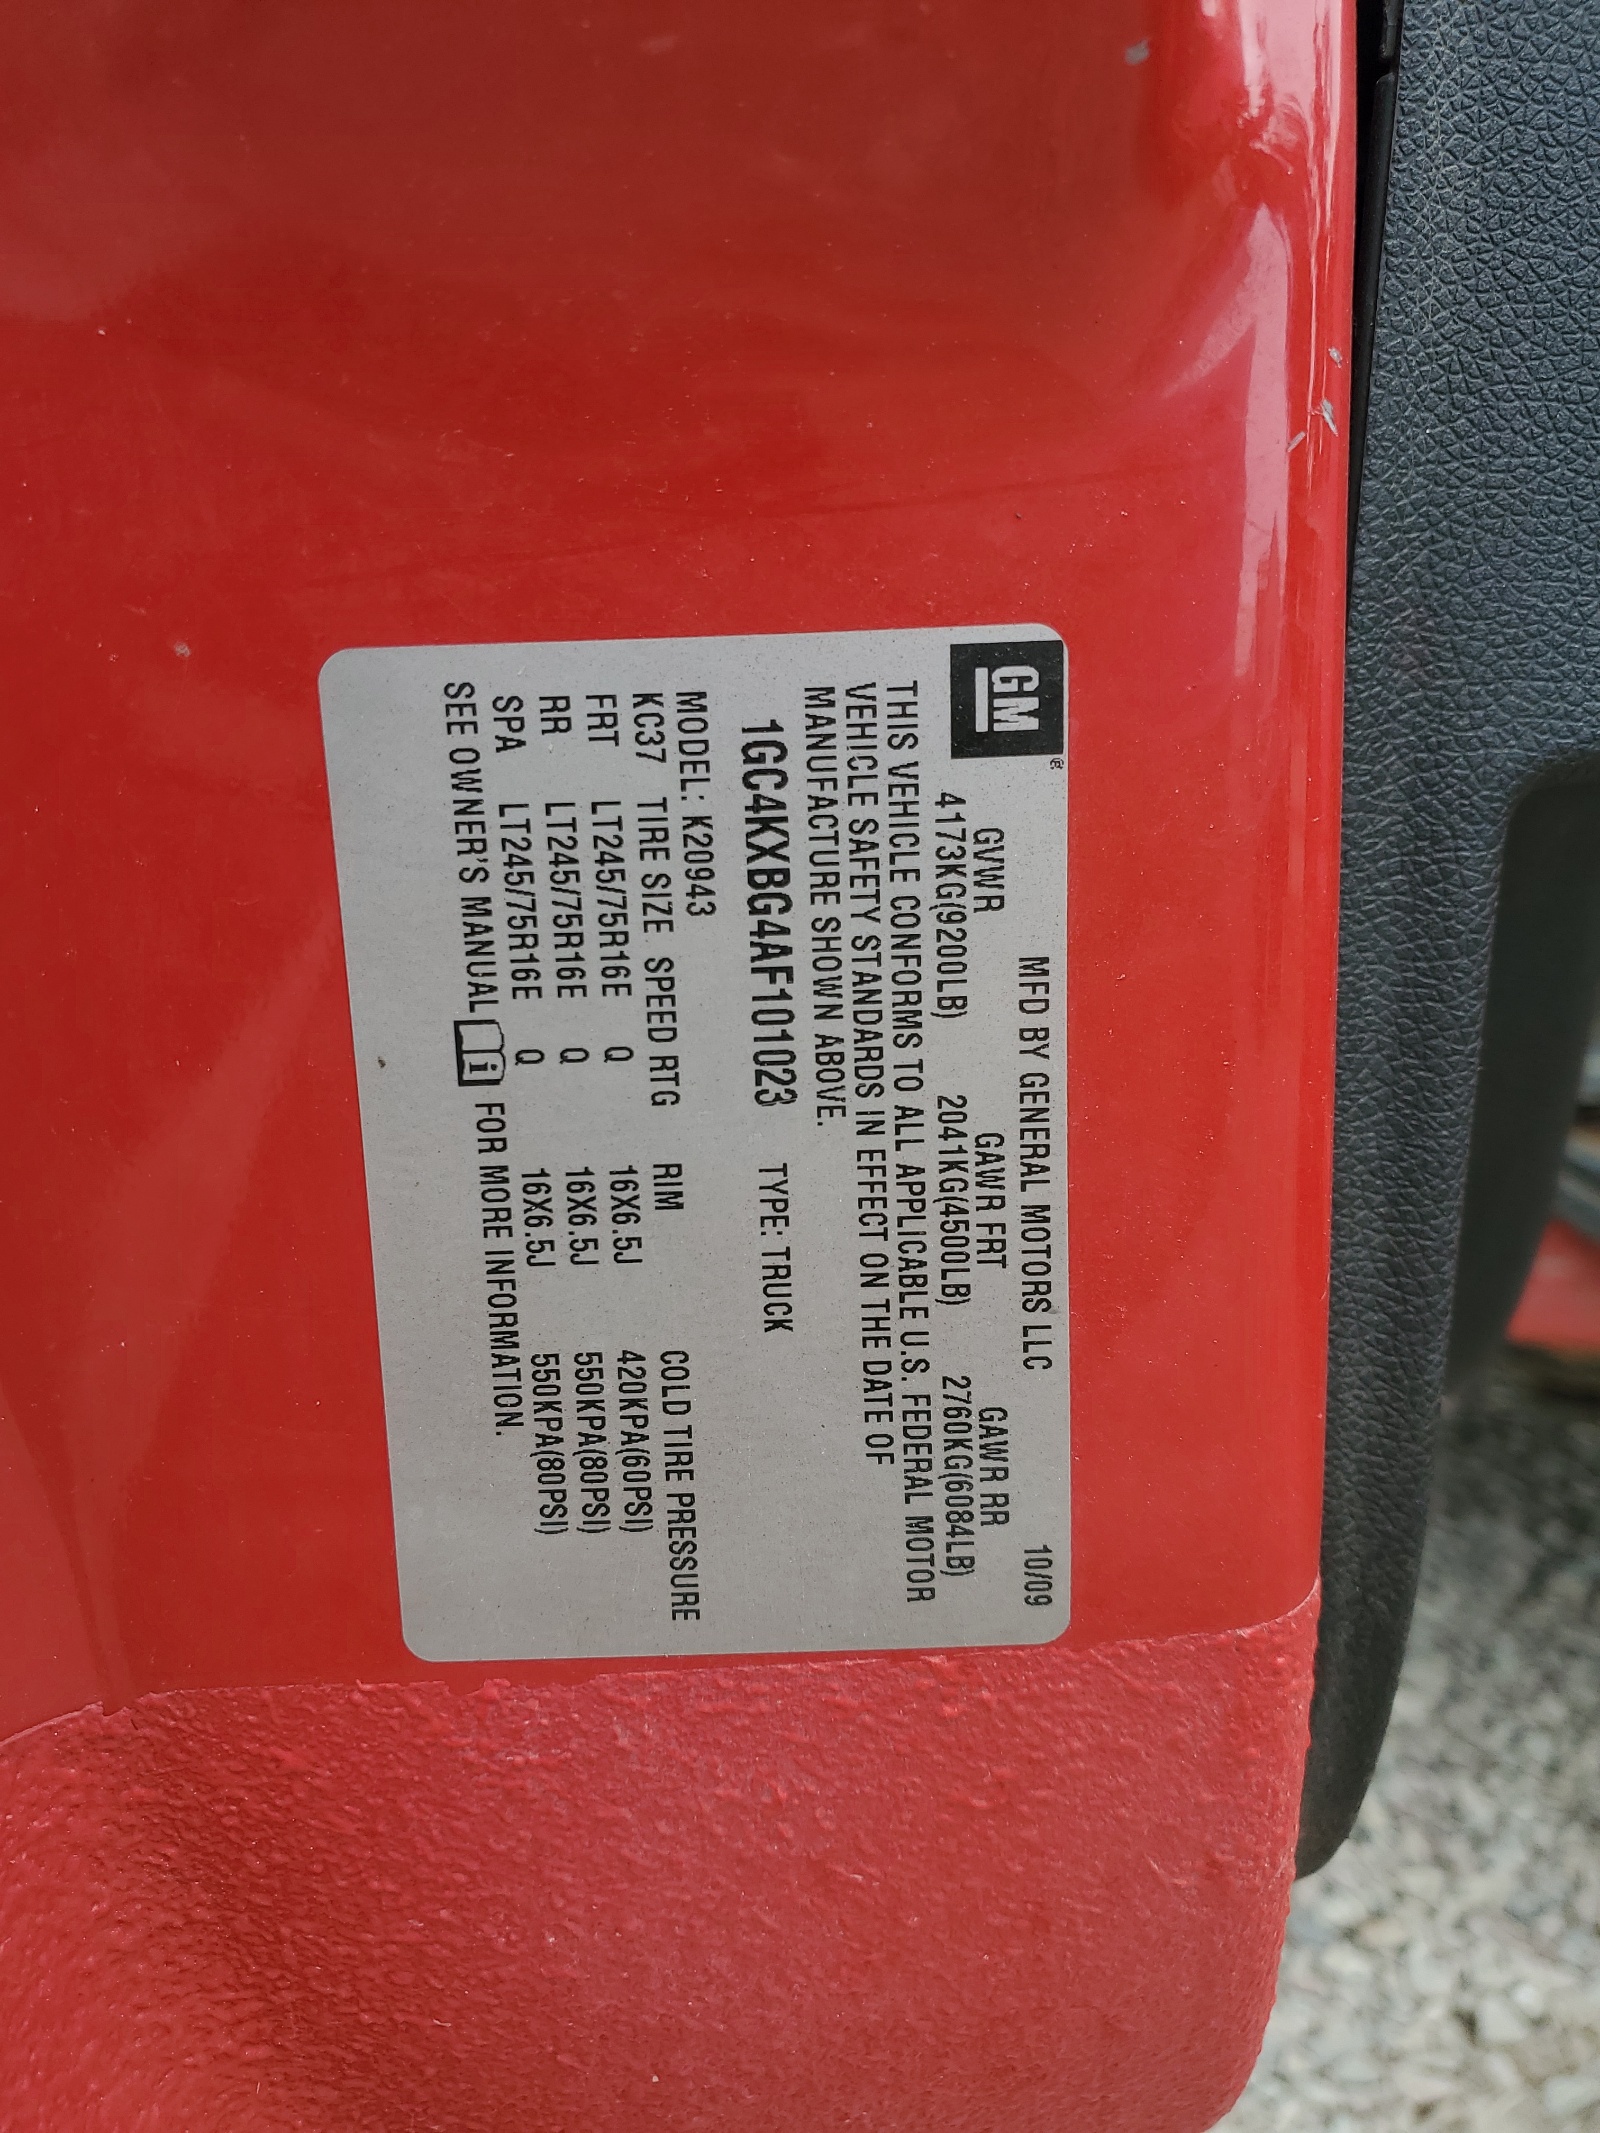 GM®
MFD BY GENERAL MOTORS LLC 10/09
GVWR GAWR FRT GAWR RR
4173KG(9200LB) 2041KG(4500LB) 2760KG(6084LB)
THIS VEHICLE CONFORMS TO ALL APPLICABLE U.S. FEDERAL MOTOR
VEHICLE SAFETY STANDARDS IN EFFECT ON THE DATE OF
MANUFACTURE SHOWN ABOVE.
1GC4KXBG4AF101023 TYPE: TRUCK
MODEL: K20943
KC37 TIRE SIZE SPEED RTG RIM COLD TIRE PRESSURE
FRT LT245/75R16E Q 16X6.5J 420KPA(60PSI)
RR LT245/75R16E Q 16X6.5J 550KPA(80PSI)
SPA LT245/75R16E Q 16X6.5J 550KPA(80PSI)
SEE OWNER'S MANUAL i FOR MORE INFORMATION.